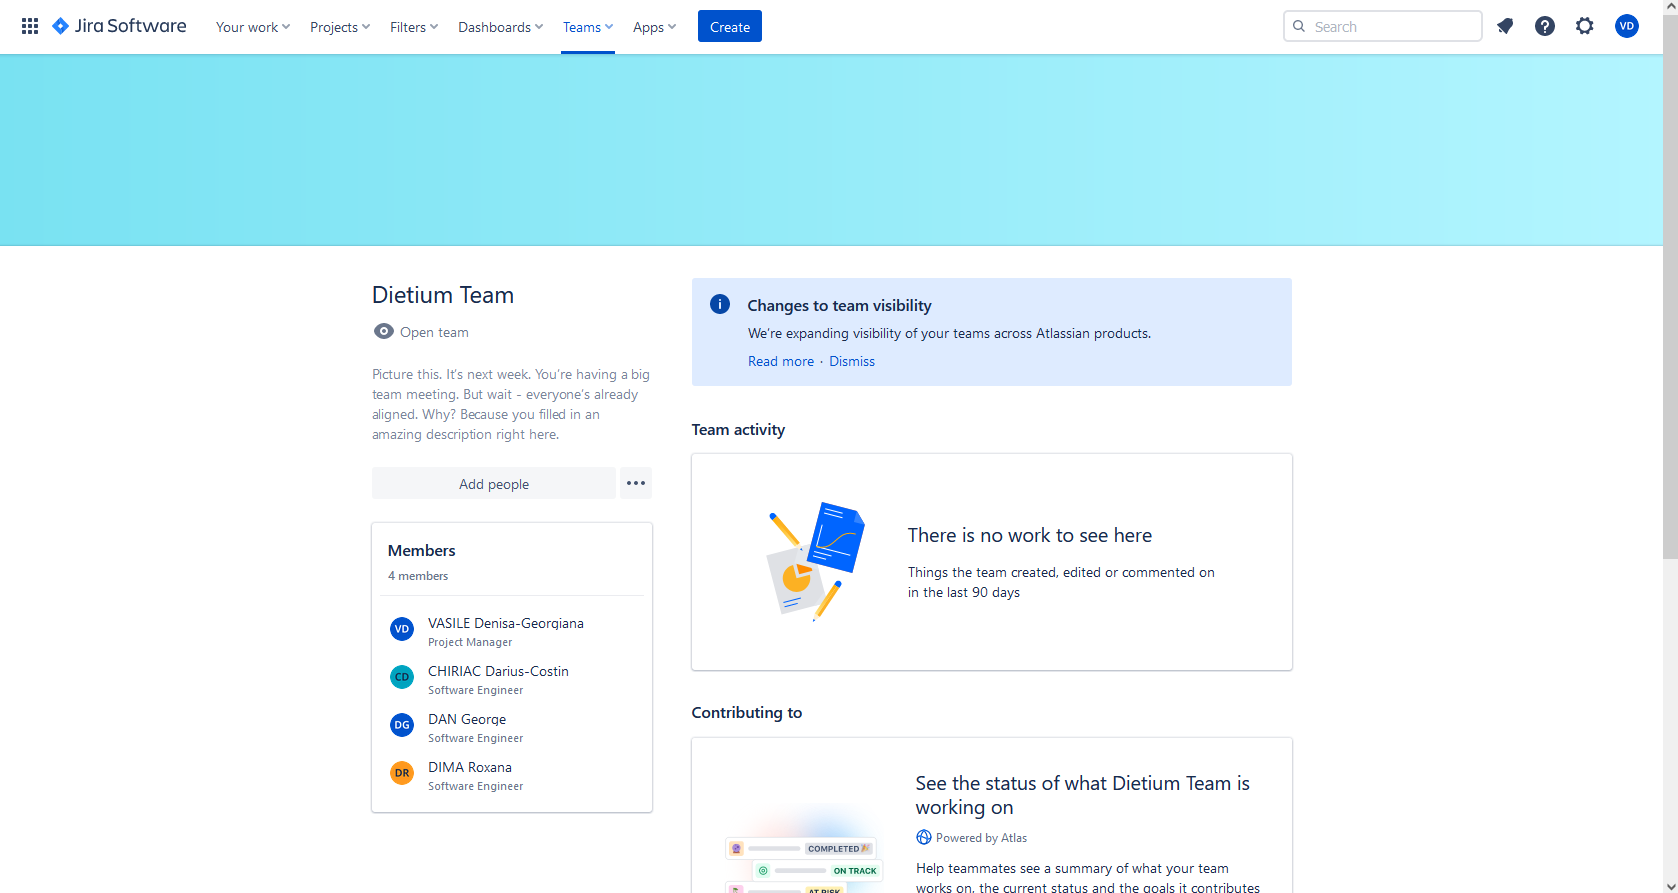 Jira Software
Your work
Projects
Filters
Dashboards
Teams
Apps
Create
Search
VD
Dietium Team
Open team
Picture this. It's next week. You're having a big
team meeting. But wait - everyone's already
aligned. Why? Because you filled in an
amazing description right here.
Add people
Members
4 members
VD
VASILE Denisa-Georgiana
Project Manager
CD
CHIRIAC Darius-Costin
Software Engineer
DG
DAN George
Software Engineer
DR
DIMA Roxana
Software Engineer
Changes to team visibility
We're expanding visibility of your teams across Atlassian products.
Read more · Dismiss
Team activity
There is no work to see here
Things the team created, edited or commented on
in the last 90 days
Contributing to
COMPLETED
ON TRACK
AT RISK
See the status of what Dietium Team is
working on
Powered by Atlas
Help teammates see a summary of what your team
works on, the current status and the goals it contributes